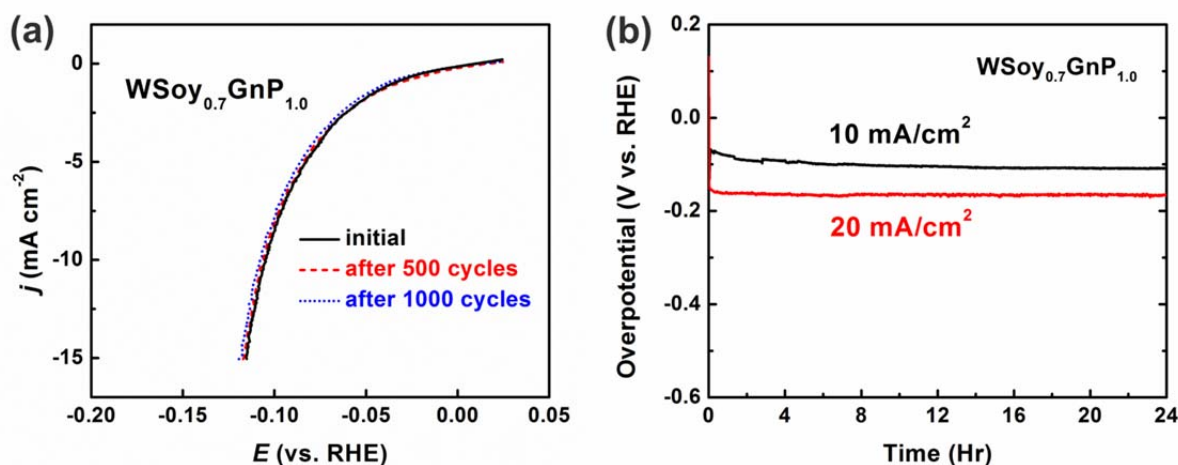 (a)
WSoy0.7GnP1.0
initial
after 500 cycles
after 1000 cycles
j (mA cm-2)
0
-5
-10
-15
-0.20 -0.15 -0.10 -0.05 0.00 0.05
E (vs. RHE)
(b)
WSoy0.7GnP1.0
10 mA/cm2
20 mA/cm2
Overpotential (V vs. RHE)
0.2
0.0
-0.2
-0.4
-0.6
0 4 8 12 16 20 24
Time (Hr)